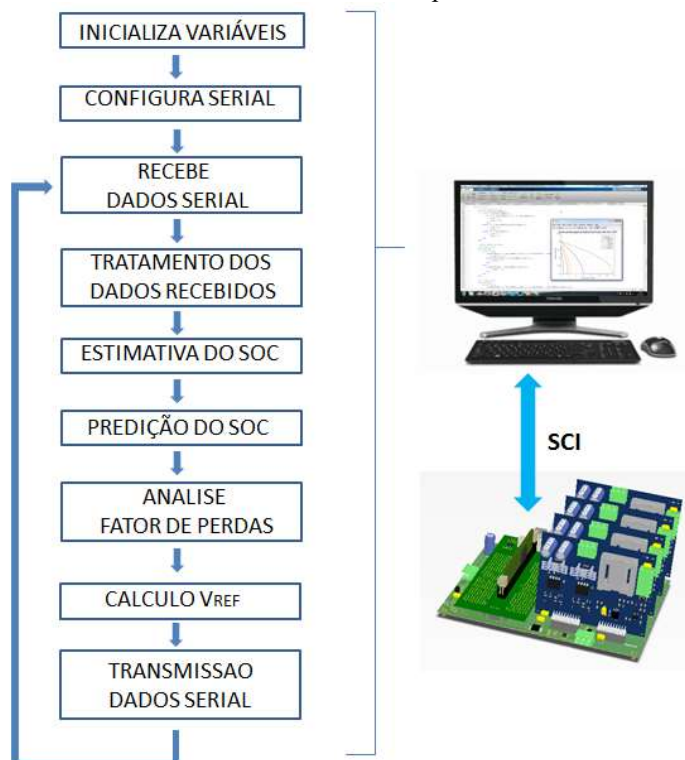 INICIALIZA VARIÁVEIS
CONFIGURA SERIAL
RECEBE
DADOS SERIAL
TRATAMENTO DOS
DADOS RECEBIDOS
ESTIMATIVA DO SOC
PREDIÇÃO DO SOC
ANALISE
FATOR DE PERDAS
CALCULO VREF
TRANSMISSAO
DADOS SERIAL
SCI